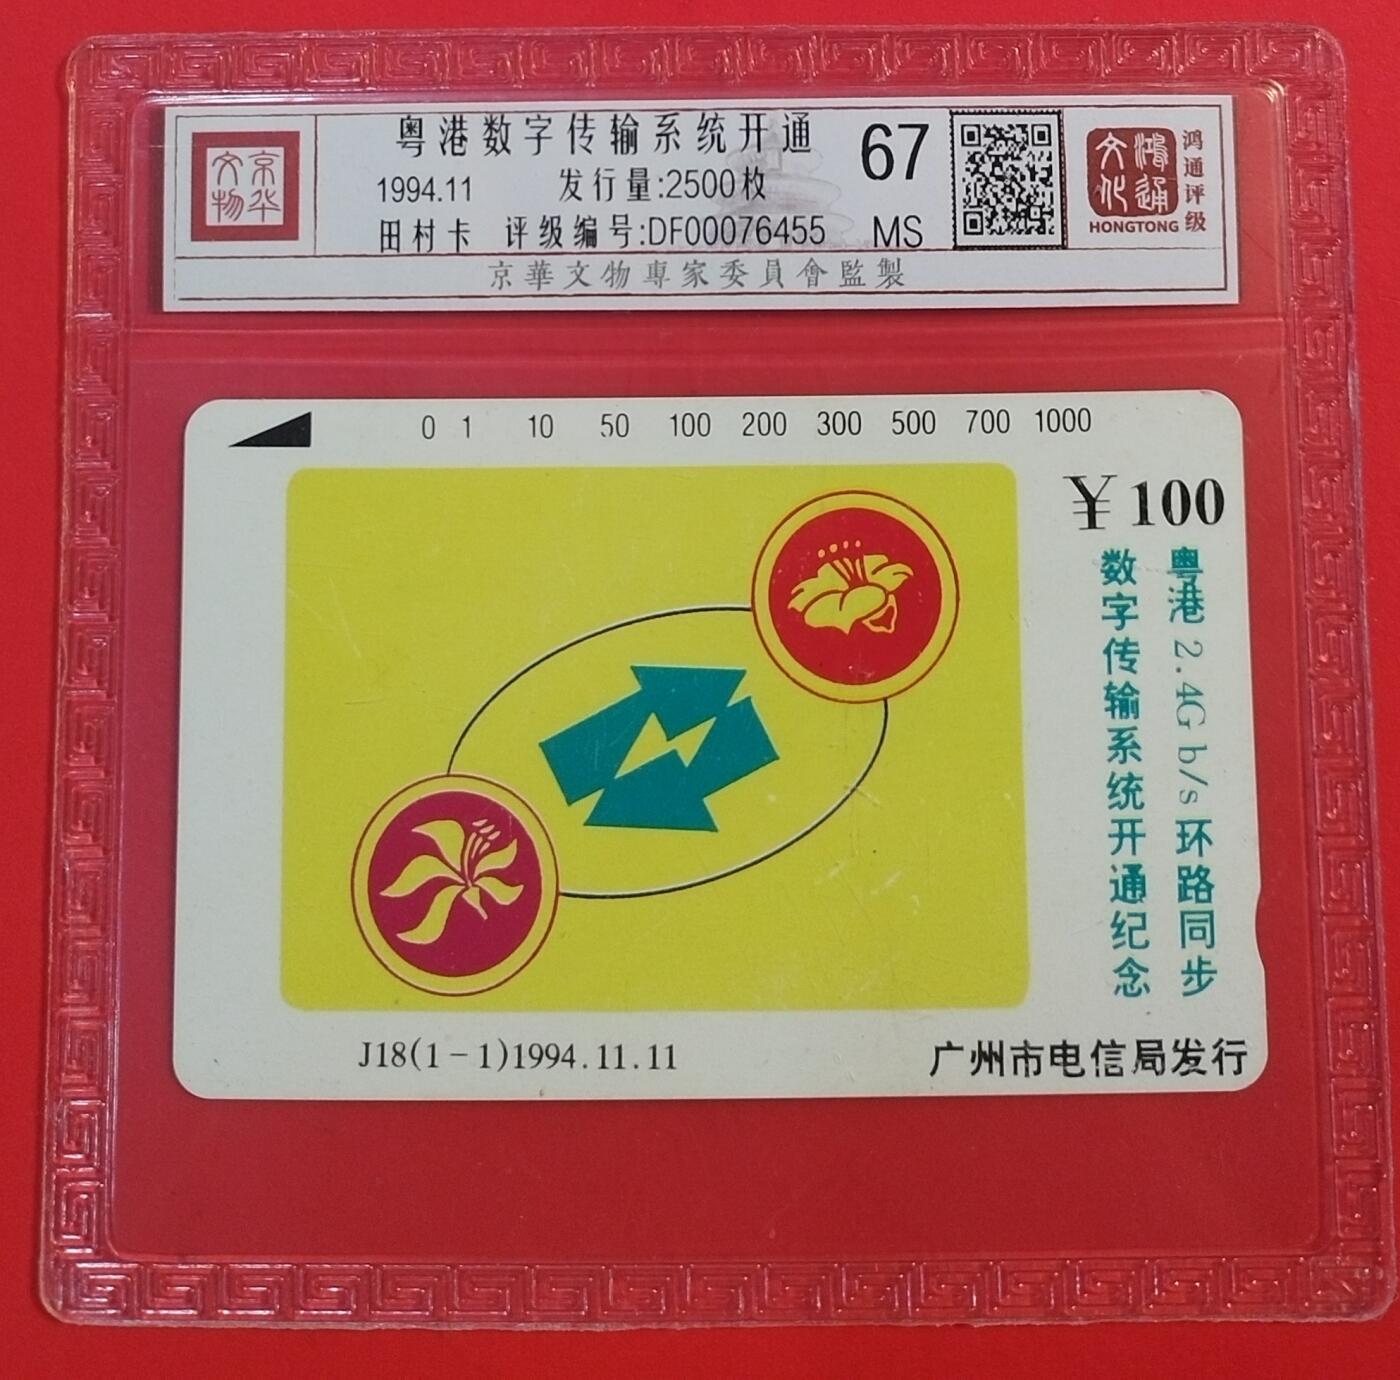 京华文物
粤港数字传输系统开通
1994.11 发行量:2500枚
田村卡 评级编号:DF00076455
67
MS
鸿通文化
HONGTONG
鸿通评级
京華文物專家委員會監製
0 1 10 50 100 200 300 500 700 1000
￥100
粤港2.4G b/s环路同步
数字传输系统开通纪念
J18(1-1)1994.11.11
广州市电信局发行